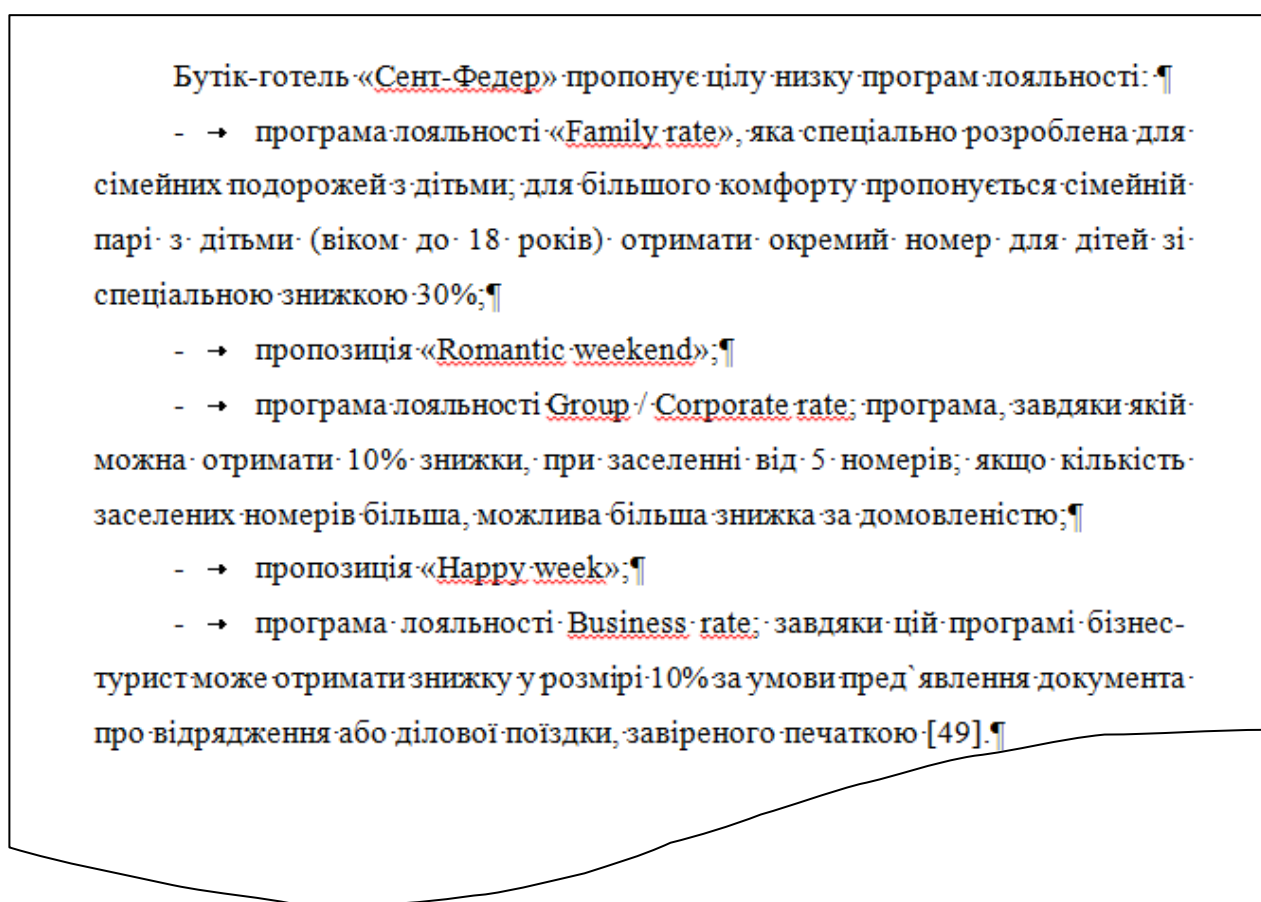 Бутік-готель «Сент-Федер» пропонує цілу низку програм лояльності:
- програма лояльності «Family rate», яка спеціально розроблена для
сімейних подорожей з дітьми; для більшого комфорту пропонується сімейній
парі з дітьми (віком до 18 років) отримати окремий номер для дітей зі
спеціальною знижкою 30%;
- пропозиція «Romantic weekend»;
- програма лояльності Group / Corporate rate; програма, завдяки якій
можна отримати 10% знижки, при заселенні від 5 номерів; якщо кількість
заселених номерів більша, можлива більша знижка за домовленістю;
- пропозиція «Happy week»;
- програма лояльності Business rate; завдяки цій програмі бізнес-
турист може отримати знижку у розмірі 10% за умови пред`явлення документа
про відрядження або ділової поїздки, завіреного печаткою [49].